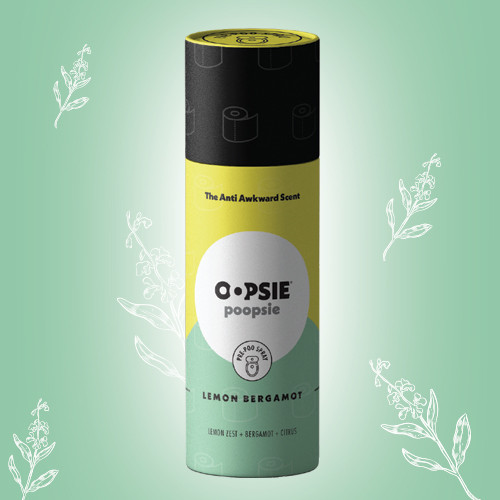 The Anti Awkward Scent
O•PSIE®
poopsie
PRE-POO SPRAY
LEMON BERGAMOT
LEMON ZEST + BERGAMOT + CITRUS